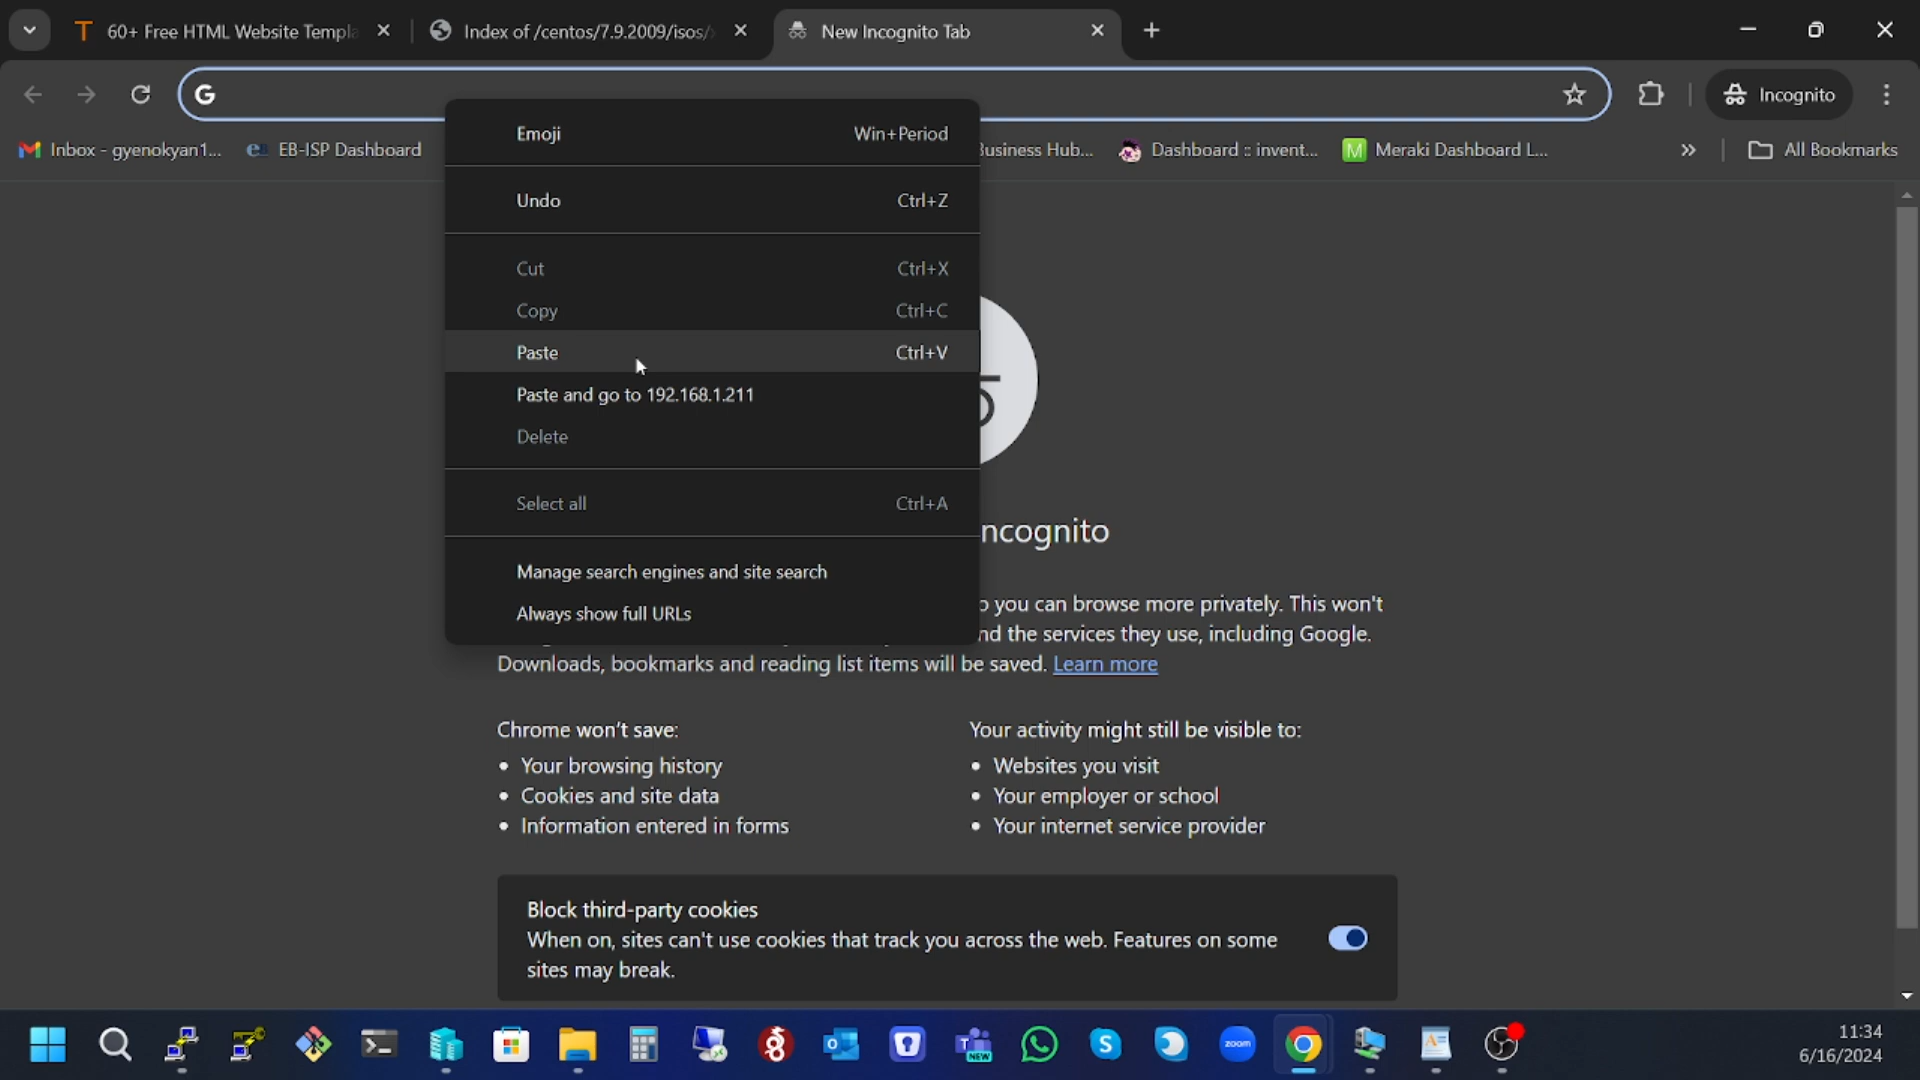 60+ Free HTML Website Templa
Index of /centos/7.9.2009/isos/
New Incognito Tab
G
Incognito
Inbox - gyenokyan1...
EB-ISP Dashboard
Business Hub...
Dashboard :: invent...
Meraki Dashboard L...
All Bookmarks
Emoji Win+Period
Undo Ctrl+Z
Cut Ctrl+X
Copy Ctrl+C
Paste Ctrl+V
Paste and go to 192.168.1.211
Delete
Select all Ctrl+A
Manage search engines and site search
Always show full URLs
ncognito
o you can browse more privately. This won't
nd the services they use, including Google.
Downloads, bookmarks and reading list items will be saved. Learn more
Chrome won't save:
• Your browsing history
• Cookies and site data
• Information entered in forms
Your activity might still be visible to:
• Websites you visit
• Your employer or school
• Your internet service provider
Block third-party cookies
When on, sites can't use cookies that track you across the web. Features on some
sites may break.
NEW
zoom
11:34
6/16/2024